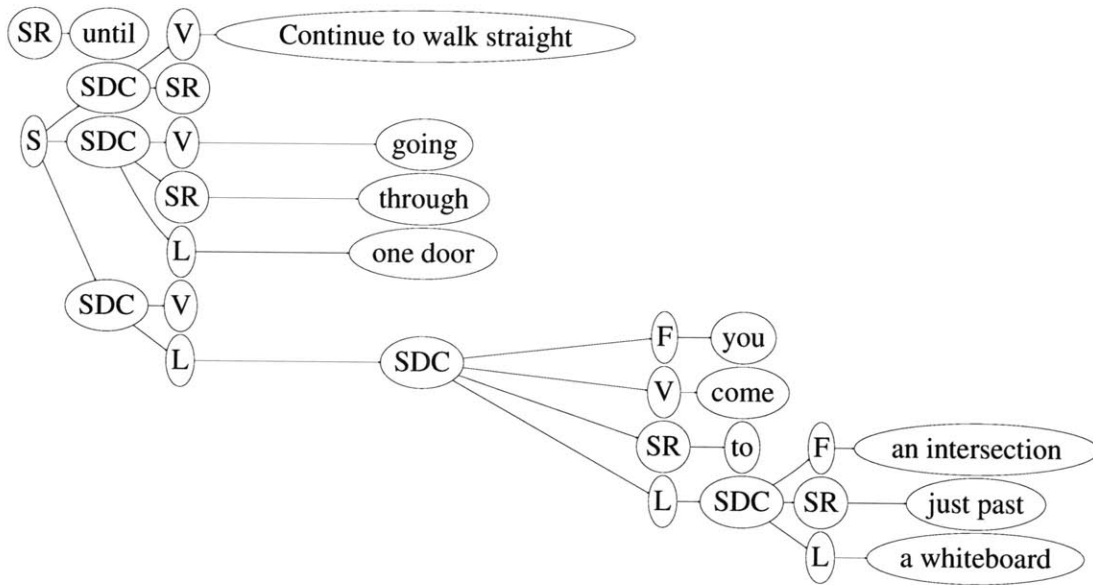 SR until V Continue to walk straight
SDC SR
S SDC V going
SR through
L one door
SDC V
F you
L SDC
V come
SR to F an intersection
L SDC SR just past
L a whiteboard